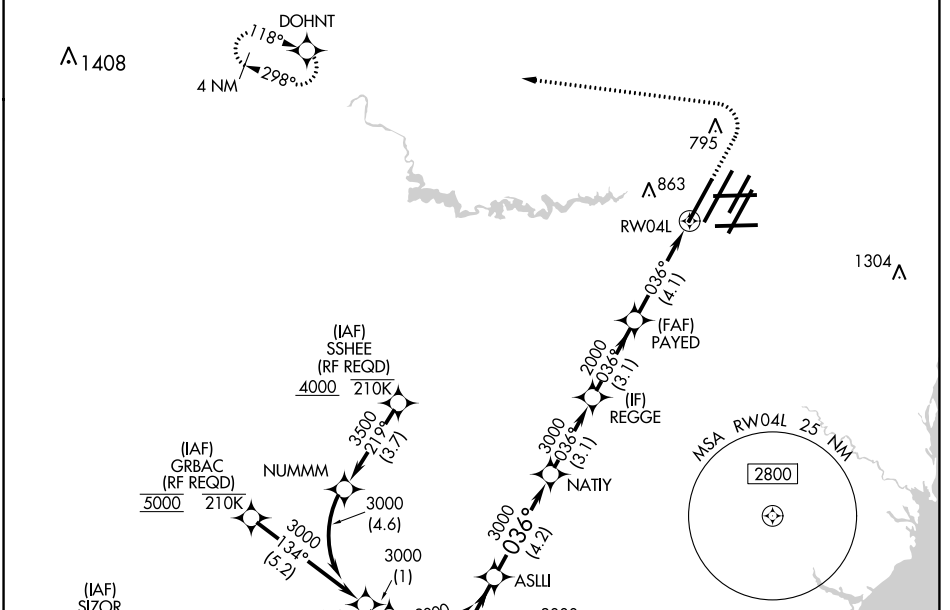 DOHNT
118°
298°
4 NM
1408
795
863
RW04L
1304
036°
(4.1)
(FAF)
PAYED
2000
036°
(3.1)
(IF)
REGGE
3000
036°
(3.1)
NATIY
3000
036°
(4.2)
ASLLI
(IAF)
SSHEE
(RF REQD)
4000 210K
3500
219°
(3.7)
NUMMM
3000
(4.6)
(IAF)
GRBAC
(RF REQD)
5000 210K
3000
134°
(5.2)
3000
(1)
(IAF)
SIZOR
MSA RW04L 25 NM
2800